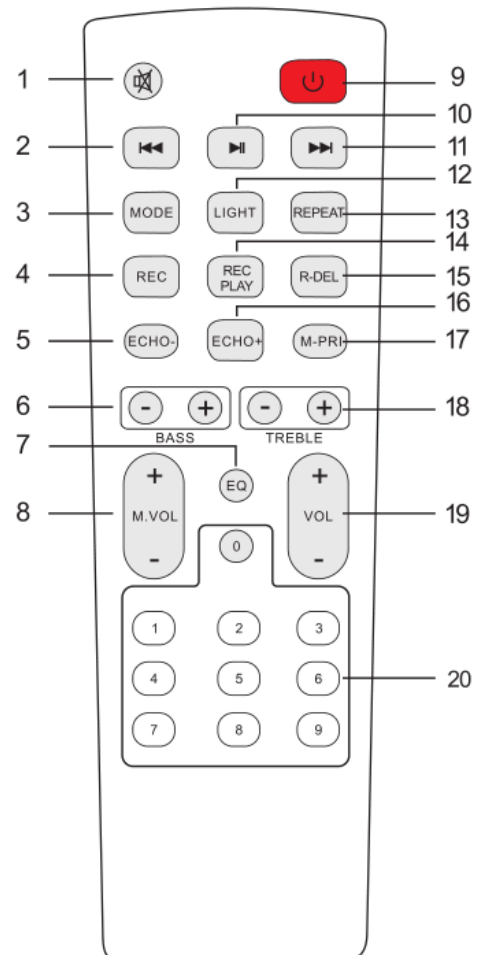 1
9
10
2
11
12
3
MODE
LIGHT
REPEAT
13
14
4
REC
REC
PLAY
R-DEL
15
16
5
ECHO-
ECHO+
M-PRI
17
6
-
+
-
+
18
BASS
TREBLE
7
8
+
M.VOL
-
EQ
+
VOL
-
19
0
1
2
3
4
5
6
20
7
8
9